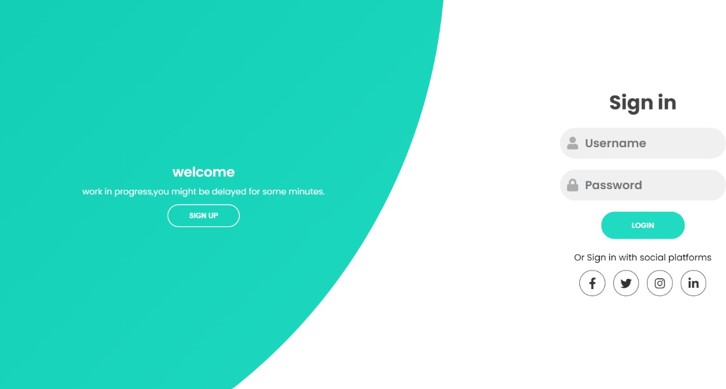 welcome
work in progress,you might be delayed for some minutes.
SIGN UP
Sign in
Username
Password
LOGIN
Or Sign in with social platforms